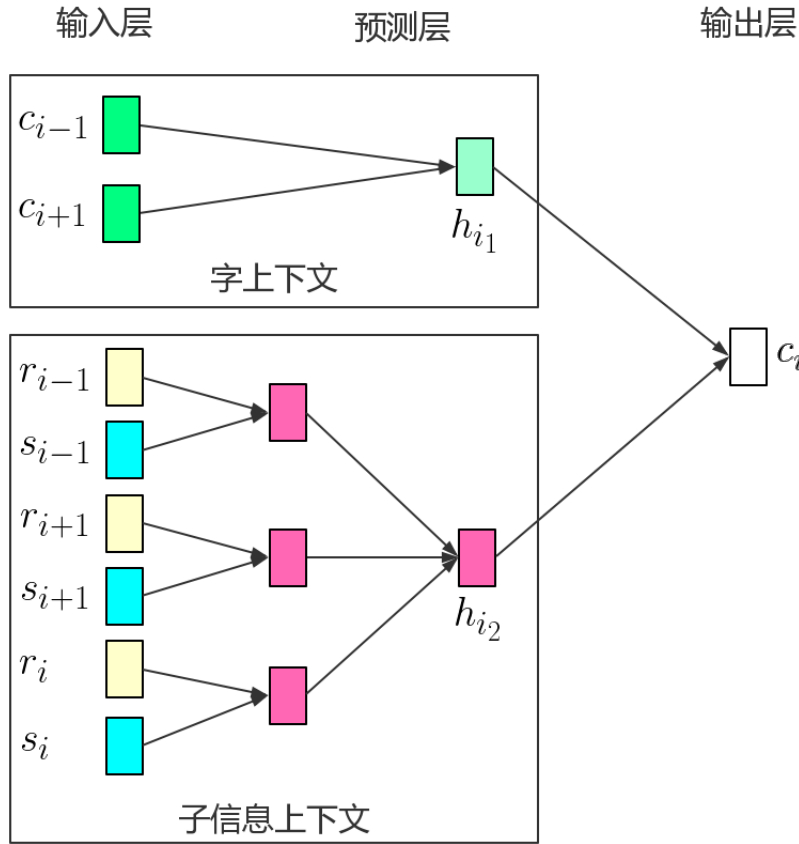 输入层 预测层 输出层
c_{i-1}
c_{i+1}
h_{i_1}
字上下文
r_{i-1}
s_{i-1}
r_{i+1}
s_{i+1}
r_i
s_i
h_{i_2}
c_i
子信息上下文